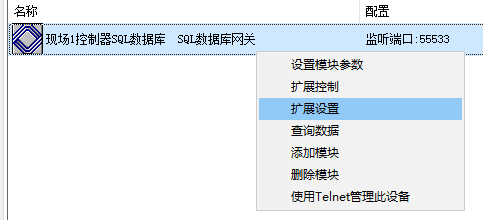 名称 配置
现场1控制器SQL数据库 SQL数据库网关 监听端口:55533
设置模块参数
扩展控制
扩展设置
查询数据
添加模块
删除模块
使用Telnet管理此设备